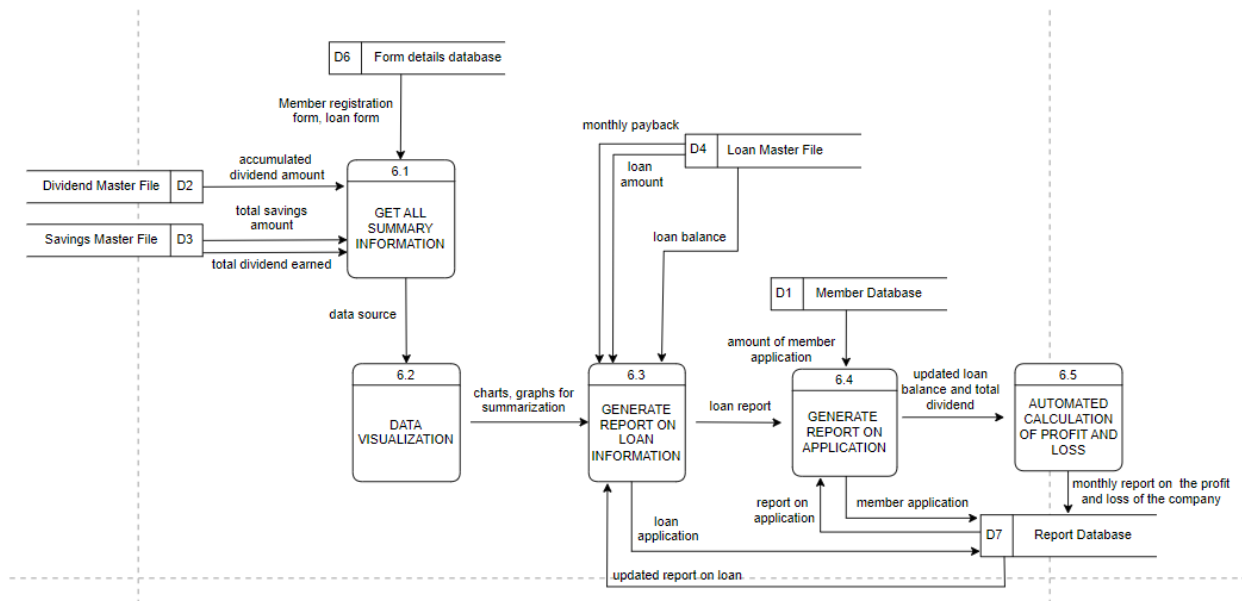 D6 Form details database
Member registration
form, loan form
monthly payback
D4 Loan Master File
loan
amount
accumulated
dividend amount
6.1
Dividend Master File D2
GET ALL
SUMMARY
INFORMATION
total savings
amount
Savings Master File D3
total dividend earned
loan balance
D1 Member Database
data source
amount of member
application
6.2
6.3
6.4
updated loan
balance and total
dividend
6.5
charts, graphs for
summarization
DATA
VISUALIZATION
GENERATE
REPORT ON
LOAN
INFORMATION
loan report
GENERATE
REPORT ON
APPLICATION
AUTOMATED
CALCULATION
OF PROFIT AND
LOSS
monthly report on the profit
and loss of the company
report on
application
member application
loan
application
D7 Report Database
updated report on loan